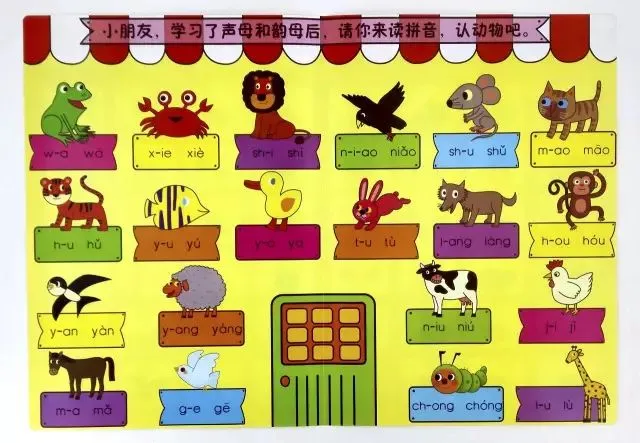 小朋友，学习了声母和韵母后，请你来读拼音，认动物吧。
w-a wā
x-ie xiè
sh-i shī
n-i-ao niǎo
sh-u shǔ
m-ao māo
h-u hǔ
y-u yú
y-a yā
t-u tù
l-ang láng
h-ou hóu
y-an yàn
y-ang yáng
n-iu niú
j-i jī
m-a mǎ
g-e gē
ch-ong chóng
l-u lù